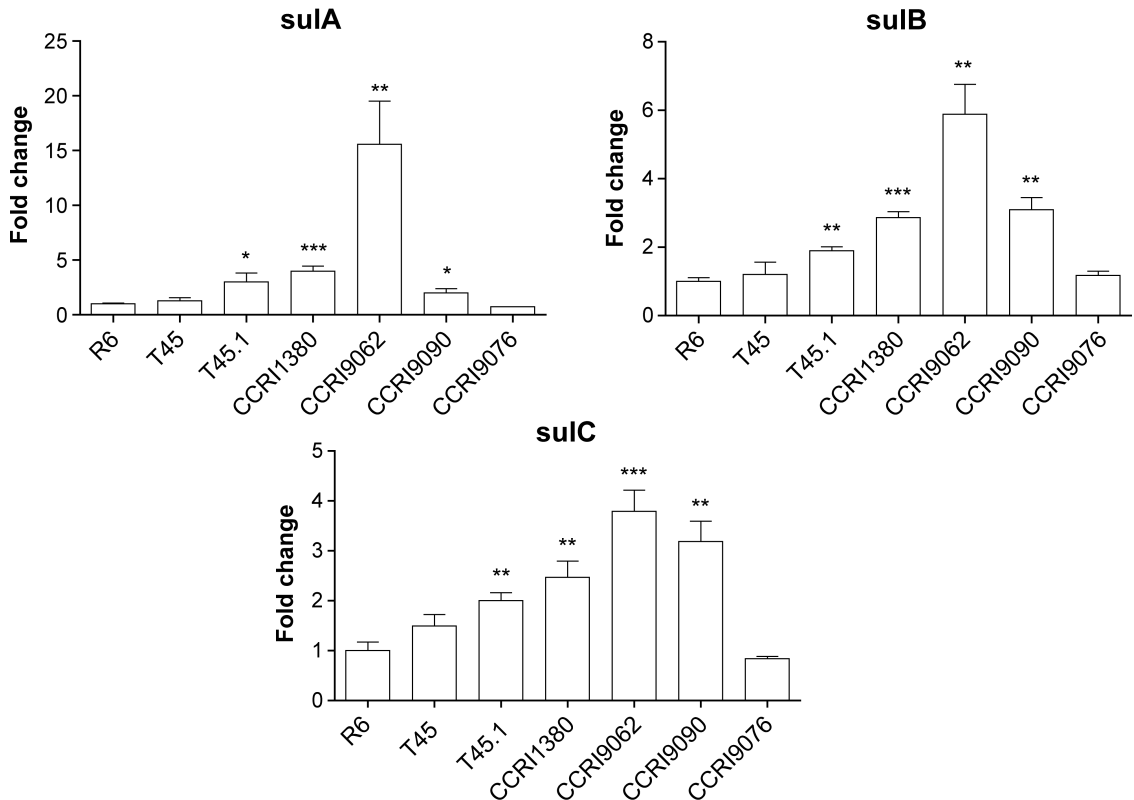 sulA
Fold change
25
20
15
10
5
0
*
***
**
*
R6
T45
T45.1
CCRI1380
CCRI9062
CCRI9090
CCRI9076
sulB
Fold change
8
6
4
2
0
**
***
**
**
R6
T45
T45.1
CCRI1380
CCRI9062
CCRI9090
CCRI9076
sulC
Fold change
5
4
3
2
1
0
**
**
***
**
R6
T45
T45.1
CCRI1380
CCRI9062
CCRI9090
CCRI9076